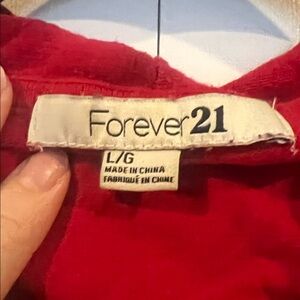 Forever21
L/G
MADE IN CHINA
FABRIQUÉ EN CHINE